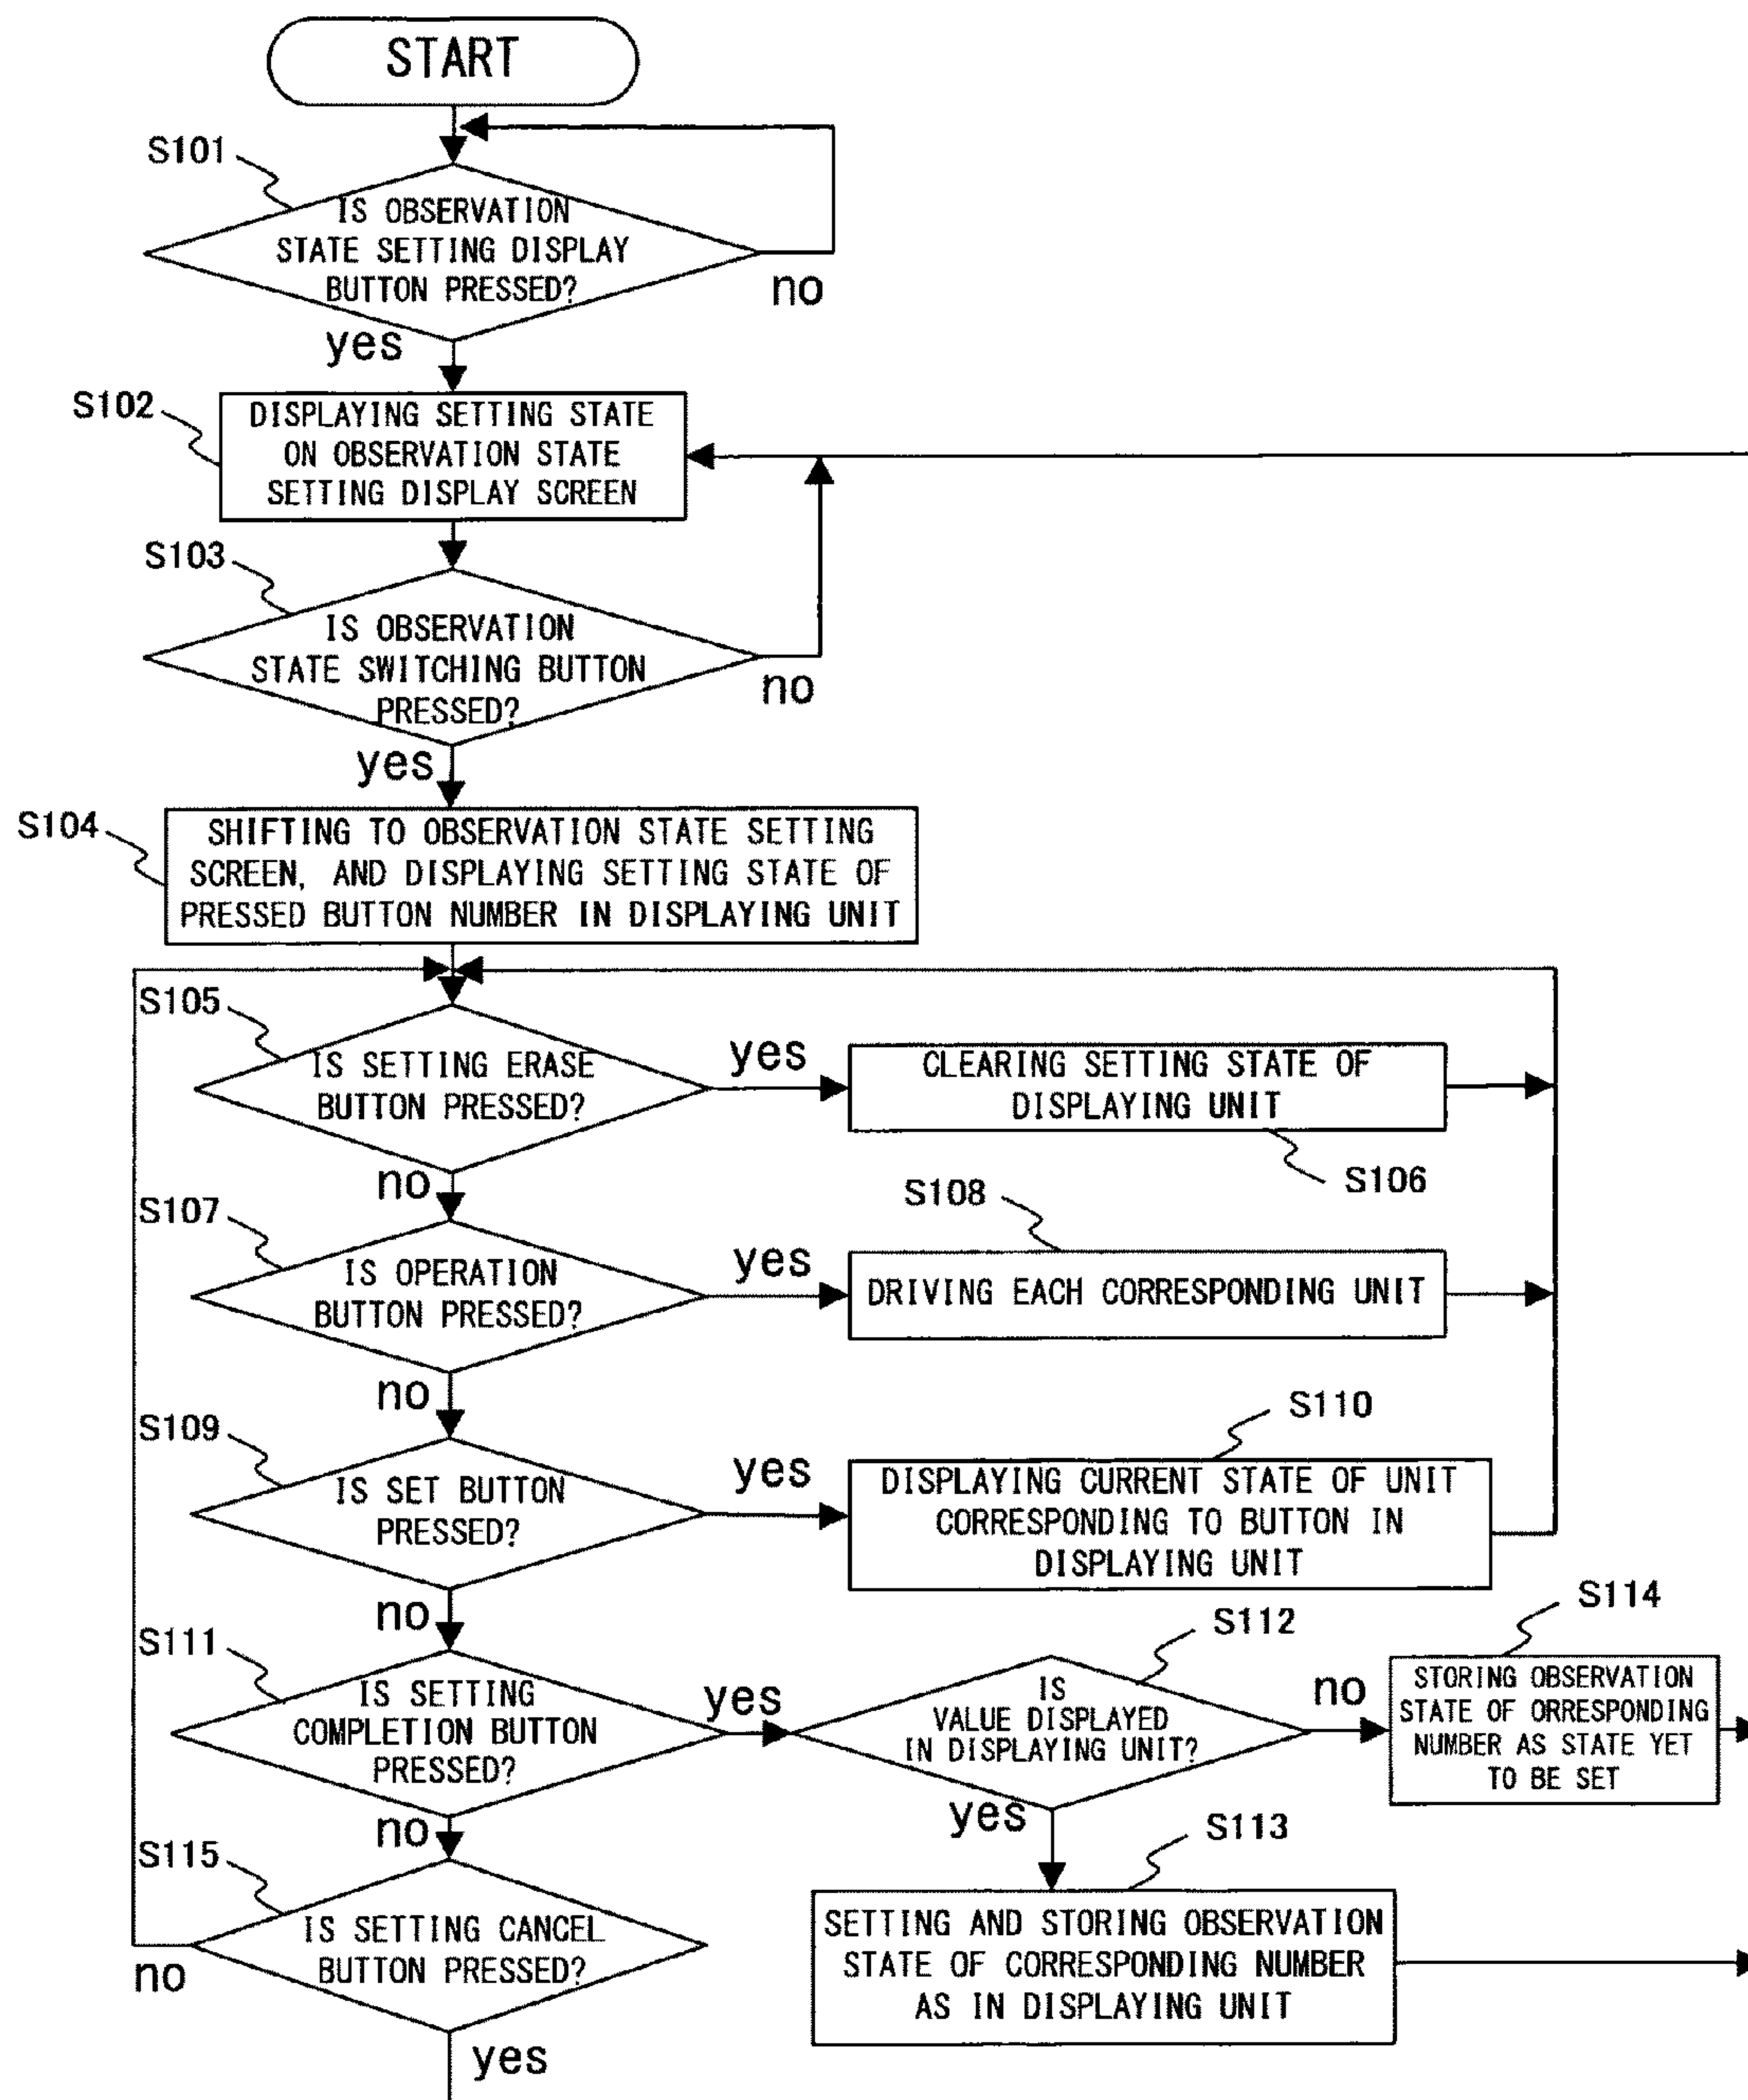 START
S101
IS OBSERVATION
STATE SETTING DISPLAY
BUTTON PRESSED?
no
yes
S102
DISPLAYING SETTING STATE
ON OBSERVATION STATE
SETTING DISPLAY SCREEN
S103
IS OBSERVATION
STATE SWITCHING BUTTON
PRESSED?
no
yes
S104
SHIFTING TO OBSERVATION STATE SETTING
SCREEN, AND DISPLAYING SETTING STATE OF
PRESSED BUTTON NUMBER IN DISPLAYING UNIT
S105
IS SETTING ERASE
BUTTON PRESSED?
yes
CLEARING SETTING STATE OF
DISPLAYING UNIT
S106
no
S107
IS OPERATION
BUTTON PRESSED?
yes
S108
DRIVING EACH CORRESPONDING UNIT
no
S109
IS SET BUTTON
PRESSED?
yes
S110
DISPLAYING CURRENT STATE OF UNIT
CORRESPONDING TO BUTTON IN
DISPLAYING UNIT
no
S111
IS SETTING
COMPLETION BUTTON
PRESSED?
yes
S112
IS
VALUE DISPLAYED
IN DISPLAYING UNIT?
no
S114
STORING OBSERVATION
STATE OF ORRESPONDING
NUMBER AS STATE YET
TO BE SET
yes
S113
SETTING AND STORING OBSERVATION
STATE OF CORRESPONDING NUMBER
AS IN DISPLAYING UNIT
no
S115
IS SETTING CANCEL
BUTTON PRESSED?
no
yes